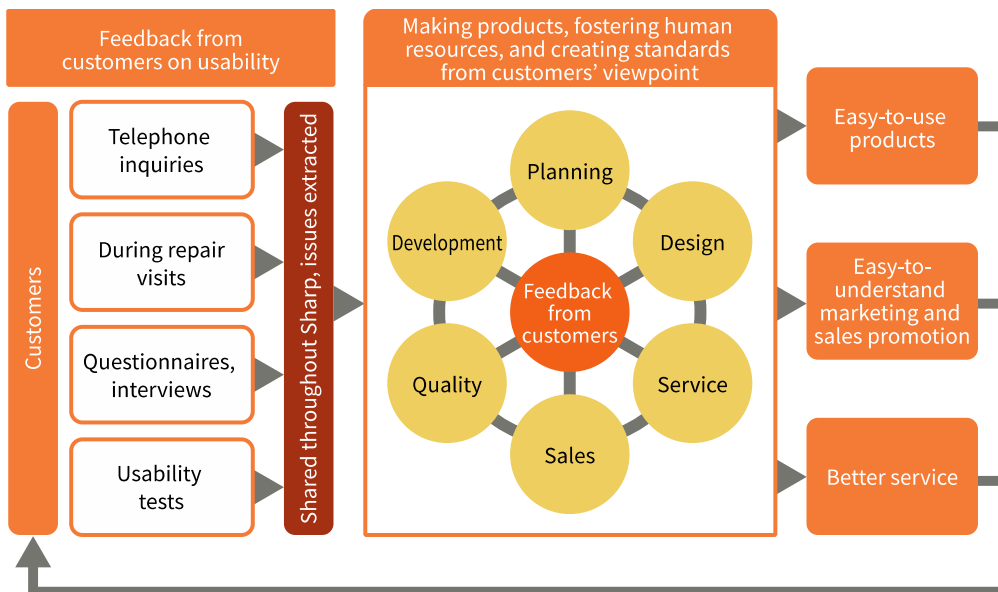 Feedback from
customers on usability
Customers
Telephone
inquiries
During repair
visits
Questionnaires,
interviews
Usability
tests
Shared throughout Sharp, issues extracted
Making products, fostering human
resources, and creating standards
from customers’ viewpoint
Planning
Development
Design
Feedback
from
customers
Quality
Service
Sales
Easy-to-use
products
Easy-to-
understand
marketing and
sales promotion
Better service